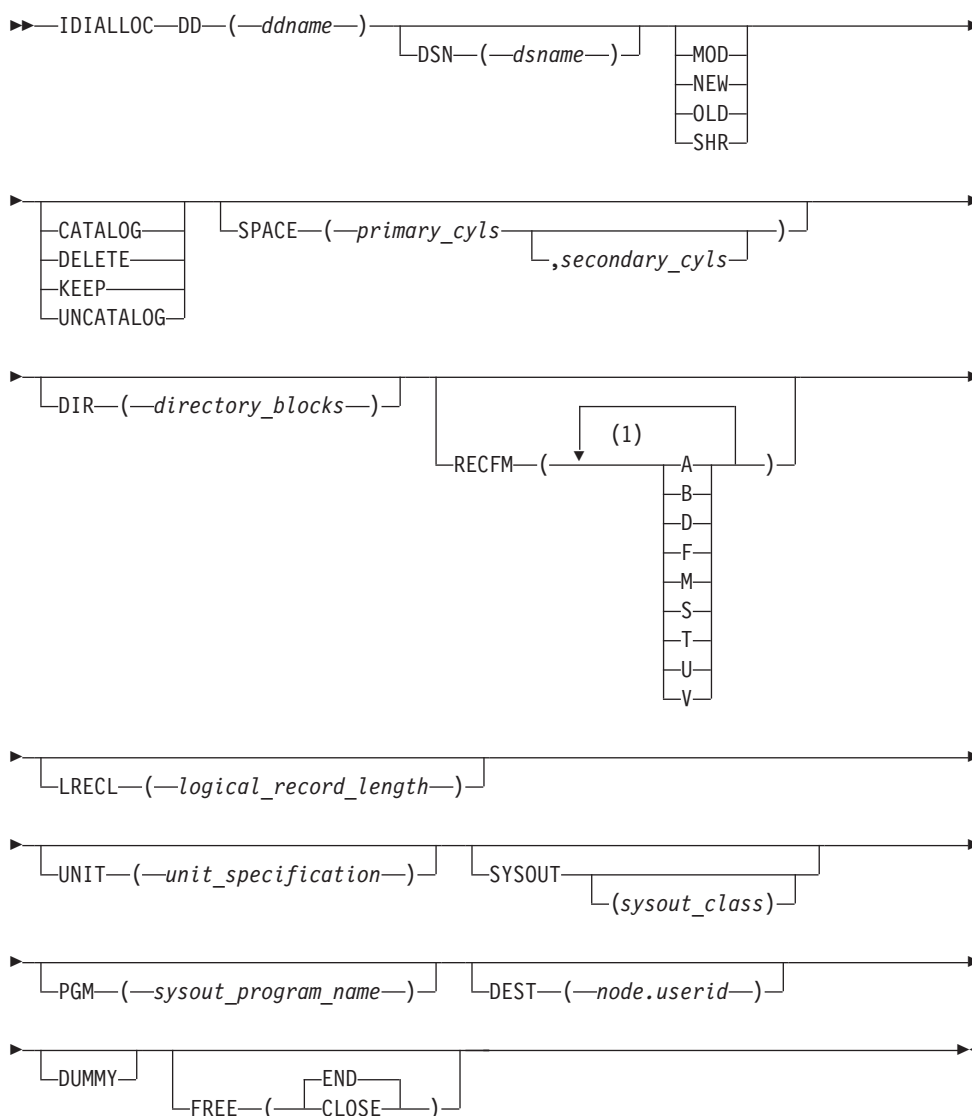 IDIALLOC DD ( ddname )
DSN ( dsname )
MOD
NEW
OLD
SHR
CATALOG
DELETE
KEEP
UNCATALOG
SPACE ( primary_cyls
,secondary_cyls
)
DIR ( directory_blocks )
RECFM (
(1)
A
B
D
F
M
S
T
U
V
)
LRECL ( logical_record_length )
UNIT ( unit_specification )
SYSOUT
(sysout_class)
PGM ( sysout_program_name )
DEST ( node.userid )
DUMMY
FREE (
END
CLOSE
)